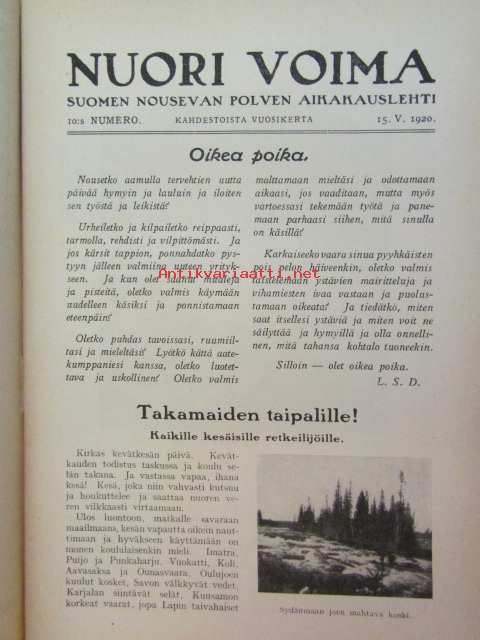 NUORI VOIMA
SUOMEN NOUSEVAN POLVEN AIKAKAUSLEHTI
10:s NUMERO. KAHDESTOISTA VUOSIKERTA 15. V. 1920.
Oikea poika.
Nousetko aamulla tervehtien uutta
päivää hymyin ja lauluin ja iloiten
sen työstä ja leikistä?
Urheiletko ja kilpailetko reippaasti,
tarmolla, rehdisti ja vilpittömästi. Ja
jos kärsit tappion, ponnahdatko pys-
tyyn jälleen valmiina uuteen yrityk-
seen. Ja kun olet saanut mitaleja
ja pisteitä, oletko valmis käymään
uudelleen käsiksi ja ponnistamaan
eteenpäin?
Oletko puhdas tavoissasi, ruumiil-
tasi ja mieleltäsi? Lyötkö kättä aate-
kumppaniesi kanssa, oletko luotet-
tava ja uskollinen? Oletko valmis
malttamaan mieltäsi ja odottamaan
aikaasi, jos vaaditaan, mutta myös
vartoessasi tekemään työtä ja pane-
maan parhaasi siihen, mitä sinulla
on käsillä?
Karkaiseeko vaara sinua pyyhkäisten
pois pelon häiveenkin, oletko valmis
taistelemaan ystävien mairitteluja ja
vihamiesten ivaa vastaan ja puolus-
tamaan oikeata? Ja tiedätkö, miten
saat itsellesi ystäviä ja miten voit ne
säilyttää ja hymyillä ja olla onnelli-
nen, mitä tahansa kohtalo tuoneekin.
Silloin — olet oikea poika.
L. S. D.
Antikvariaatti.net
Takamaiden taipalille!
Kaikille kesäisille retkeilijöille.
Kirkas kevätkesän päivä. Kevät-
kauden todistus taskussa ja koulu se-
län takana. Ja vastassa vapaa, ihana
kesä! Kesä, joka niin vahvasti kutsuu
ja houkuttelee ja saattaa nuoren ve-
ren vilkkaasti virtaamaan.
Ulos luontoon, matkalle avaraan
maailmaan, kesän vapautta oikein naut-
timaan ja hyväkseen käyttämään on
monen koululaisenkin mieli. Imatra,
Puijo ja Punkaharju, Vuokatti, Koli,
Aavasaksa ja Ounasvaara, Oulujoen
kuulut kosket, Savon välkkyvät vedet,
Karjalan siintävät selät, Kuusamon
korkeat vaarat, jopa Lapin taivahaiset
Sydänmaan joen mahtava koski.